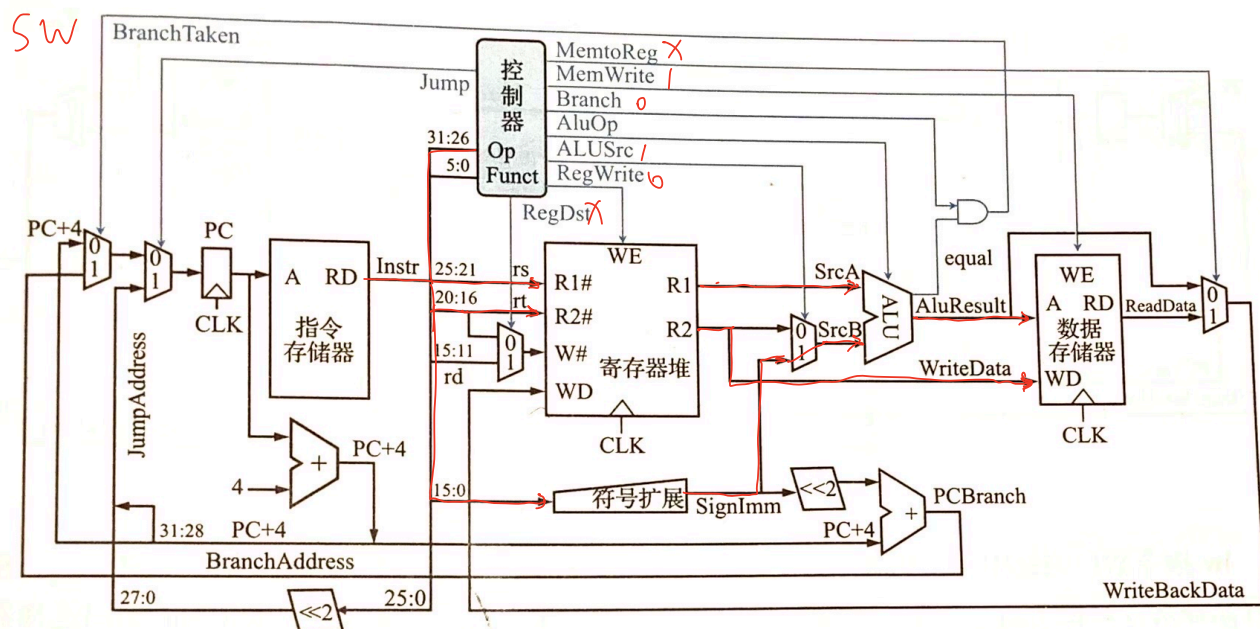 SW
BranchTaken
Jump
控制器
Op
Funct
31:26
5:0
MemtoReg X
MemWrite 1
Branch 0
AluOp
ALUSrc 1
RegWrite 0
RegDst X
PC+4
0
1
0
1
PC
CLK
A RD
指令
存储器
Instr
25:21 rs
20:16 rt
15:11
rd
0
1
WE
R1#
R2#
W#
WD
R1
R2
寄存器堆
CLK
SrcA
0
1
SrcB
ALU
equal
AluResult
WriteData
WE
A RD
数据
存储器
WD
CLK
ReadData
0
1
JumpAddress
4
+
PC+4
15:0
符号扩展
SignImm
<<2
PC+4
+
PCBranch
31:28
PC+4
BranchAddress
27:0
<<2
25:0
WriteBackData